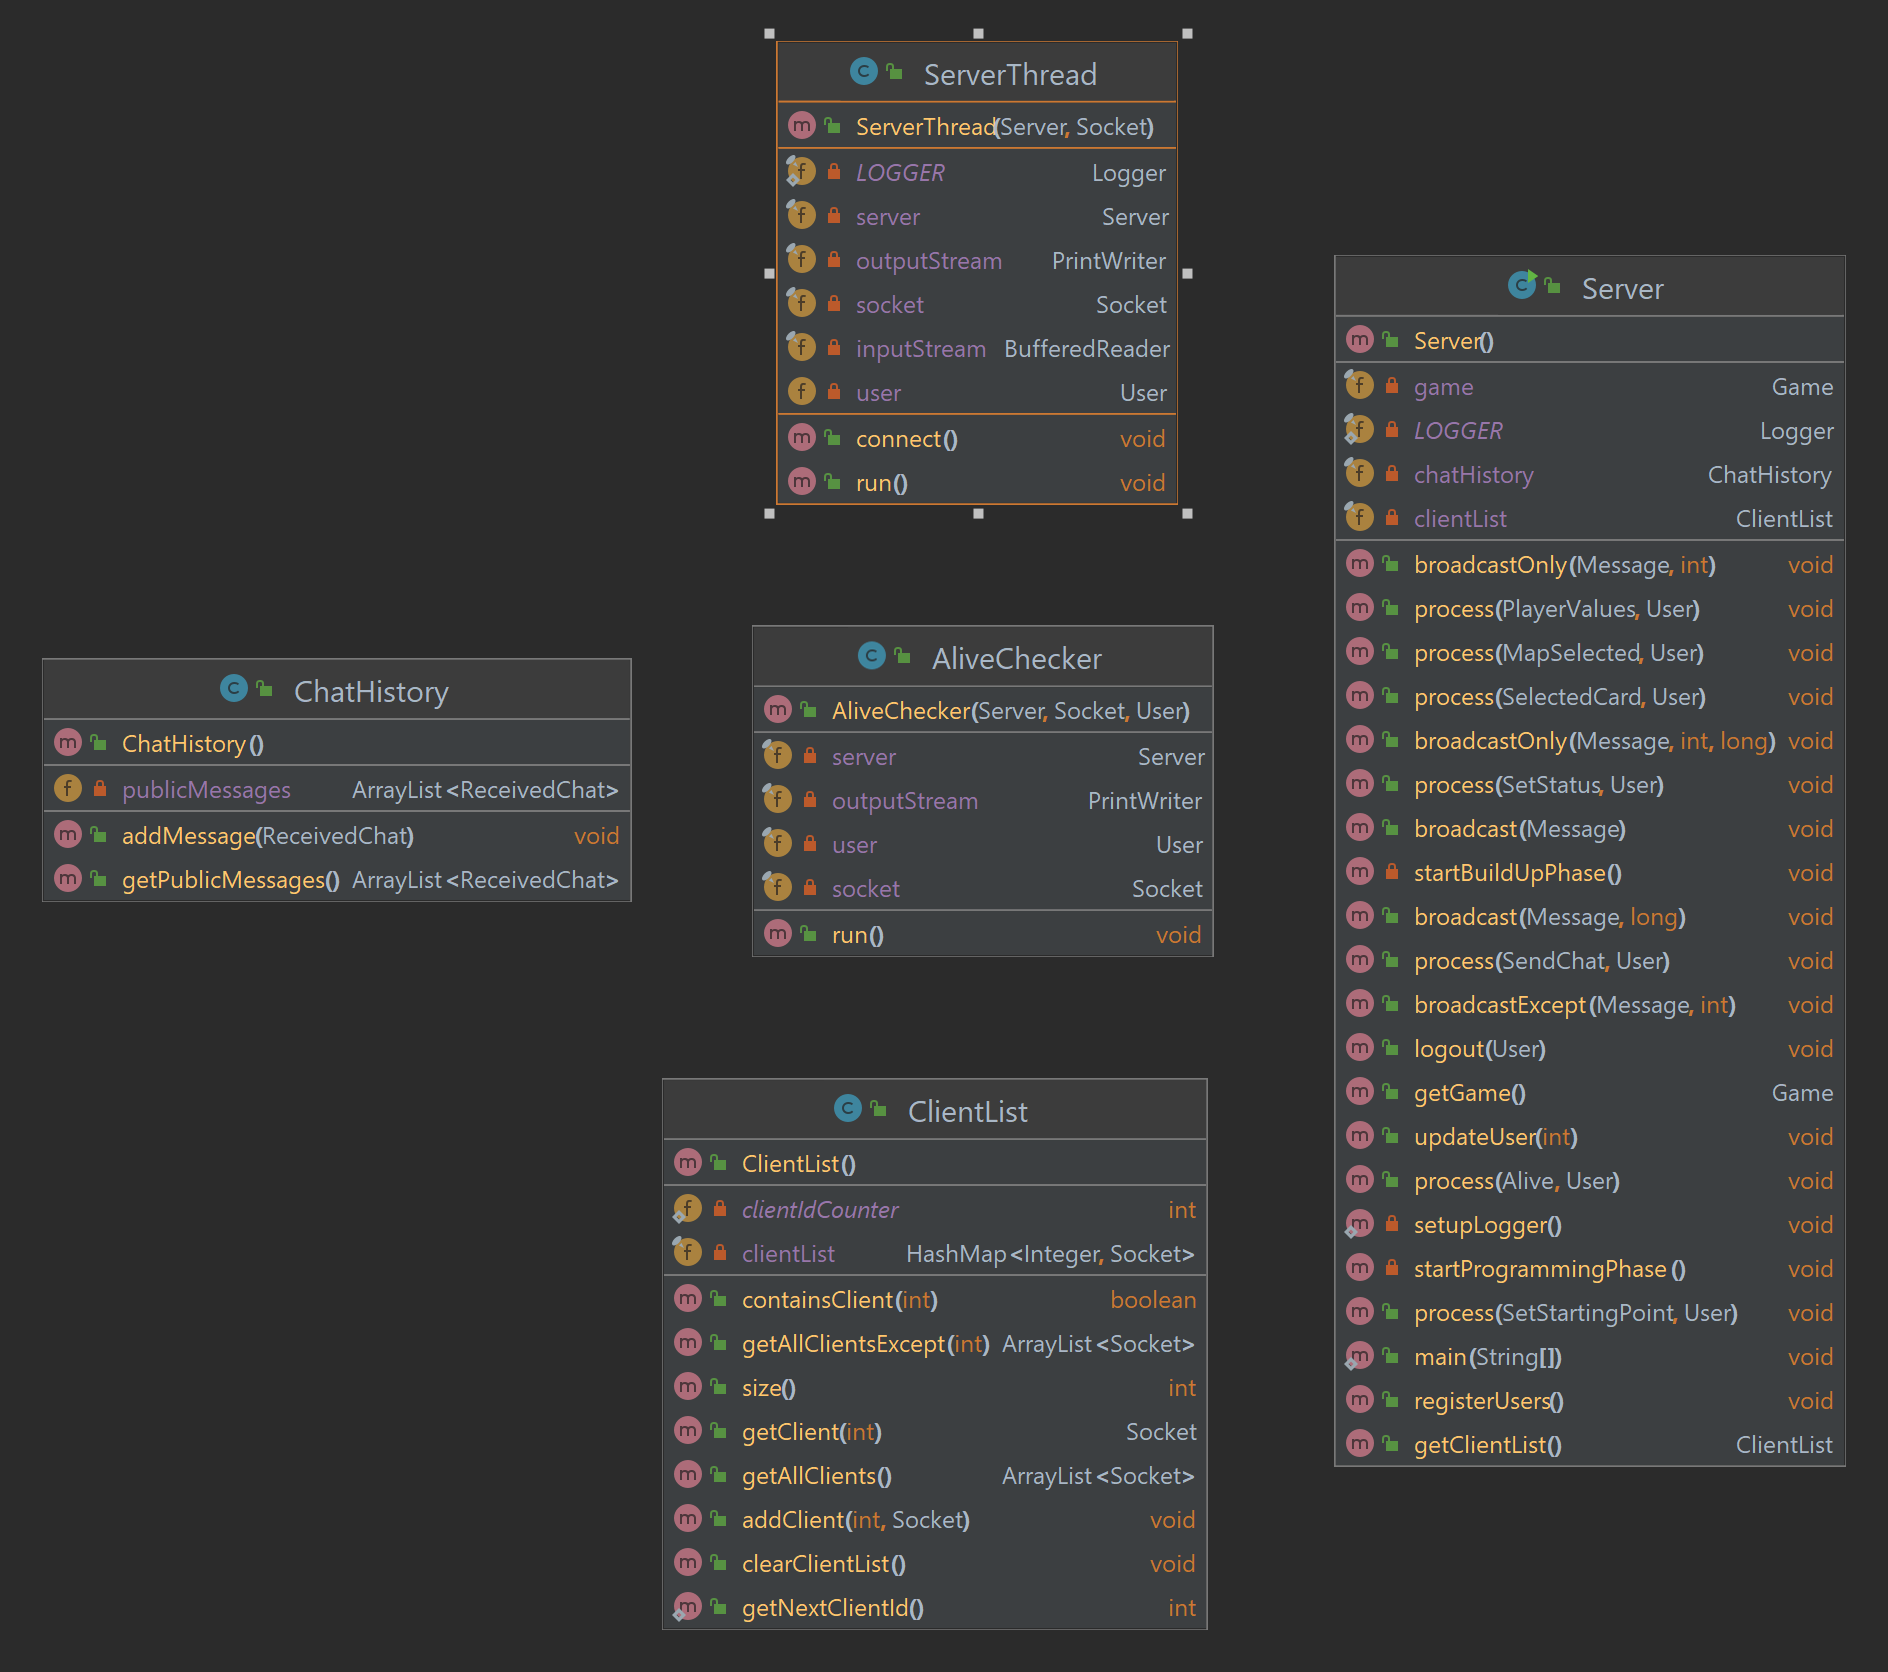 ServerThread
ServerThread(Server, Socket)
LOGGER Logger
server Server
outputStream PrintWriter
socket Socket
inputStream BufferedReader
user User
connect() void
run() void
Server
Server()
game Game
LOGGER Logger
chatHistory ChatHistory
clientList ClientList
broadcastOnly(Message, int) void
process(PlayerValues, User) void
process(MapSelected, User) void
process(SelectedCard, User) void
broadcastOnly(Message, int, long) void
process(SetStatus, User) void
broadcast(Message) void
startBuildUpPhase() void
broadcast(Message, long) void
process(SendChat, User) void
broadcastExcept(Message, int) void
logout(User) void
getGame() Game
updateUser(int) void
process(Alive, User) void
setupLogger() void
startProgrammingPhase() void
process(SetStartingPoint, User) void
main(String[]) void
registerUsers() void
getClientList() ClientList
ChatHistory
ChatHistory()
publicMessages ArrayList<ReceivedChat>
addMessage(ReceivedChat) void
getPublicMessages() ArrayList<ReceivedChat>
AliveChecker
AliveChecker(Server, Socket, User)
server Server
outputStream PrintWriter
user User
socket Socket
run() void
ClientList
ClientList()
clientIdCounter int
clientList HashMap<Integer, Socket>
containsClient(int) boolean
getAllClientsExcept(int) ArrayList<Socket>
size() int
getClient(int) Socket
getAllClients() ArrayList<Socket>
addClient(int, Socket) void
clearClientList() void
getNextClientId() int